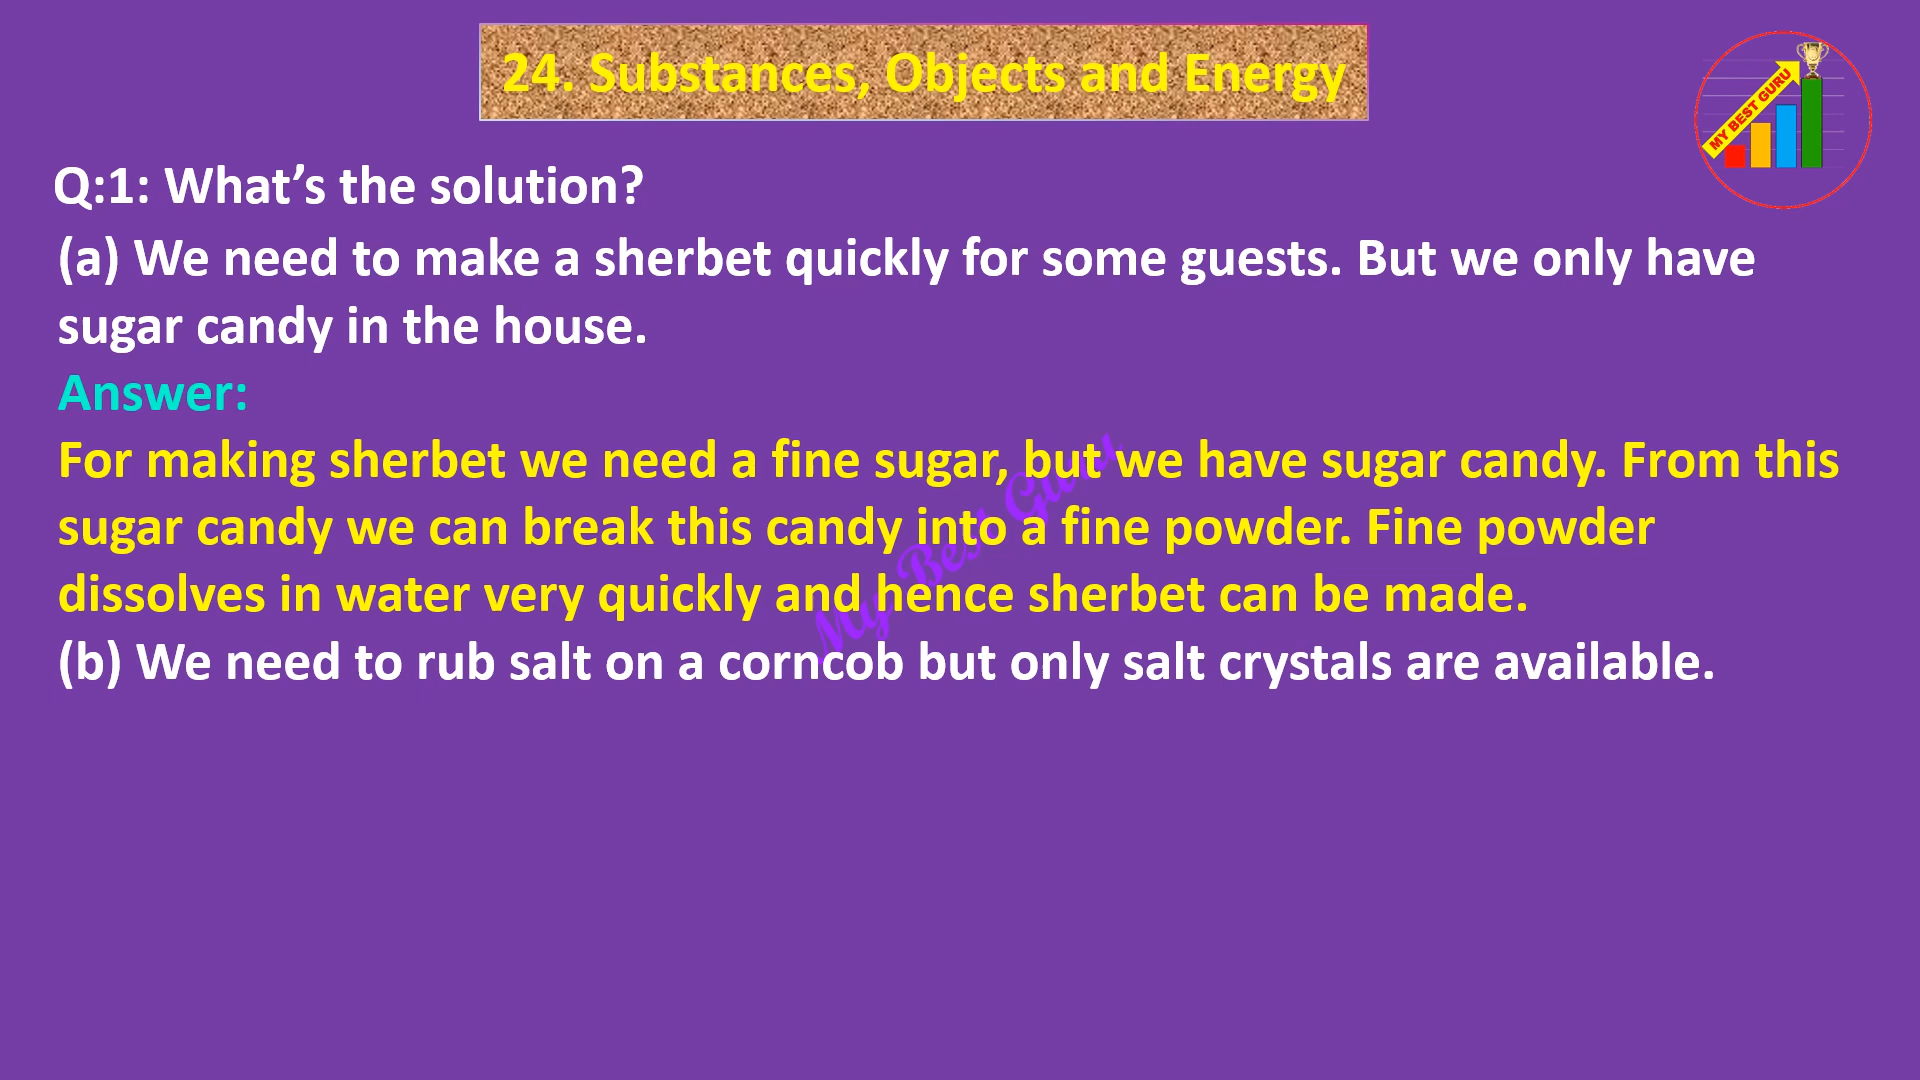 24. Substances, Objects and Energy
MY BEST GURU
Q:1: What’s the solution?
(a) We need to make a sherbet quickly for some guests. But we only have
sugar candy in the house.
Answer:
For making sherbet we need a fine sugar, but we have sugar candy. From this
sugar candy we can break this candy into a fine powder. Fine powder
dissolves in water very quickly and hence sherbet can be made.
My Best Guru
(b) We need to rub salt on a corncob but only salt crystals are available.